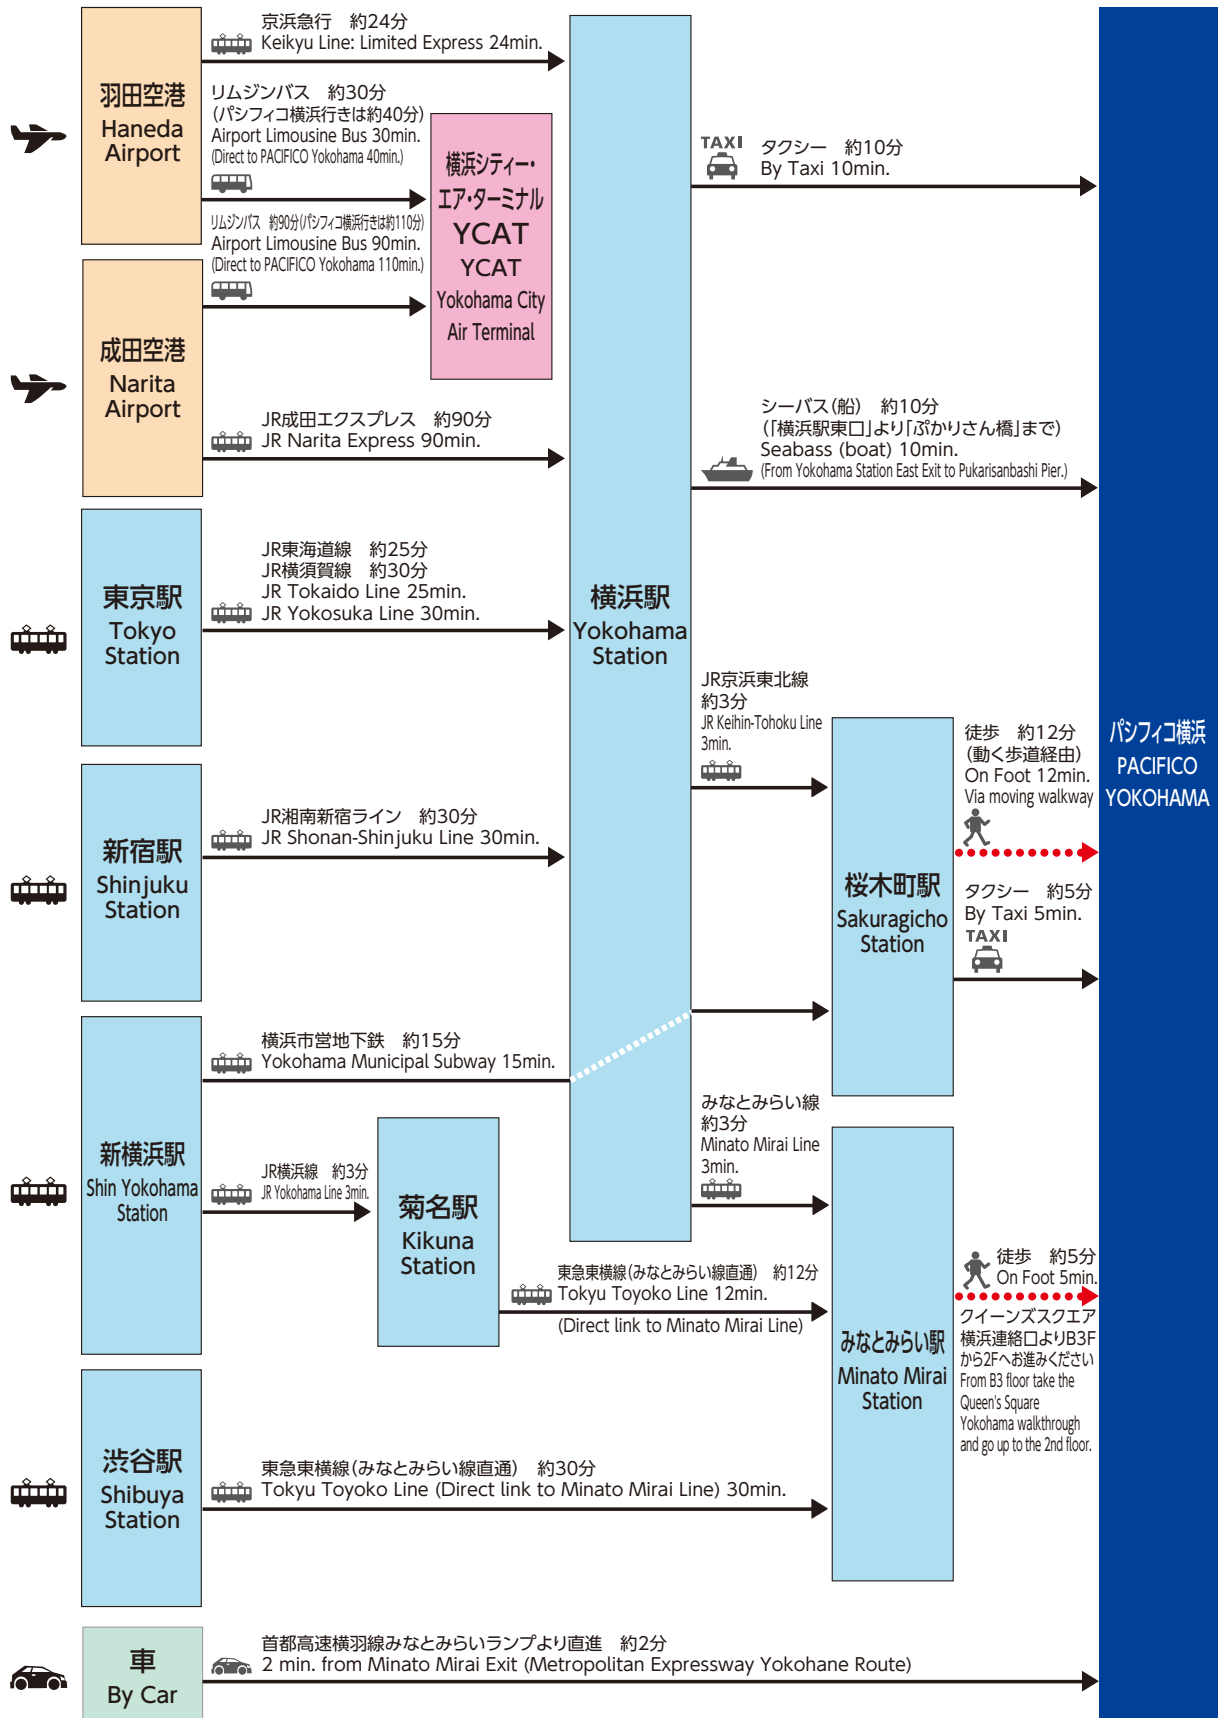 羽田空港
Haneda
Airport
京浜急行　約24分
Keikyu Line: Limited Express 24min.
リムジンバス　約30分
(パシフィコ横浜行きは約40分)
Airport Limousine Bus 30min.
(Direct to PACIFICO Yokohama 40min.)
リムジンバス　約90分(パシフィコ横浜行きは約110分)
Airport Limousine Bus 90min.
(Direct to PACIFICO Yokohama 110min.)
横浜シティー・
エア・ターミナル
YCAT
YCAT
Yokohama City
Air Terminal
成田空港
Narita
Airport
JR成田エクスプレス　約90分
JR Narita Express 90min.
東京駅
Tokyo
Station
JR東海道線　約25分
JR横須賀線　約30分
JR Tokaido Line 25min.
JR Yokosuka Line 30min.
新宿駅
Shinjuku
Station
JR湘南新宿ライン　約30分
JR Shonan-Shinjuku Line 30min.
新横浜駅
Shin Yokohama
Station
横浜市営地下鉄　約15分
Yokohama Municipal Subway 15min.
JR横浜線　約3分
JR Yokohama Line 3min.
菊名駅
Kikuna
Station
東急東横線(みなとみらい線直通)　約12分
Tokyu Toyoko Line 12min.
(Direct link to Minato Mirai Line)
渋谷駅
Shibuya
Station
東急東横線(みなとみらい線直通)　約30分
Tokyu Toyoko Line (Direct link to Minato Mirai Line) 30min.
車
By Car
首都高速横羽線みなとみらいランプより直進　約2分
2 min. from Minato Mirai Exit (Metropolitan Expressway Yokohane Route)
横浜駅
Yokohama
Station
TAXI
タクシー　約10分
By Taxi 10min.
シーバス(船)　約10分
(「横浜駅東口」より「ぷかりさん橋」まで)
Seabass (boat) 10min.
(From Yokohama Station East Exit to Pukarisanbashi Pier.)
JR京浜東北線
約3分
JR Keihin-Tohoku Line
3min.
みなとみらい線
約3分
Minato Mirai Line
3min.
桜木町駅
Sakuragicho
Station
徒歩　約12分
(動く歩道経由)
On Foot 12min.
Via moving walkway
タクシー　約5分
By Taxi 5min.
TAXI
みなとみらい駅
Minato Mirai
Station
徒歩　約5分
On Foot 5min.
クイーンズスクエア
横浜連絡口よりB3F
から2Fへお進みください
From B3 floor take the
Queen's Square
Yokohama walkthrough
and go up to the 2nd floor.
パシフィコ横浜
PACIFICO
YOKOHAMA